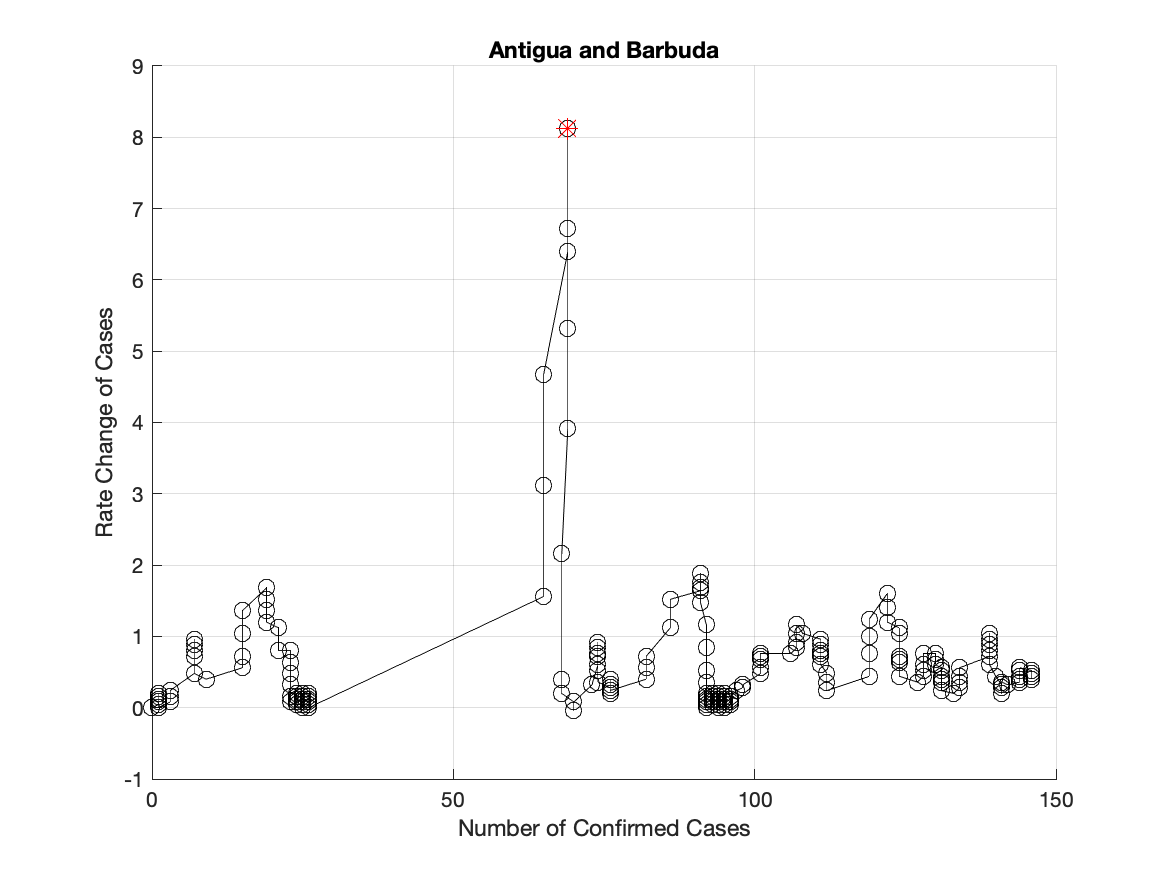 Antigua and Barbuda
9
8
7
6
5
4
3
2
1
0
-1
Rate Change of Cases
0 50 100 150
Number of Confirmed Cases